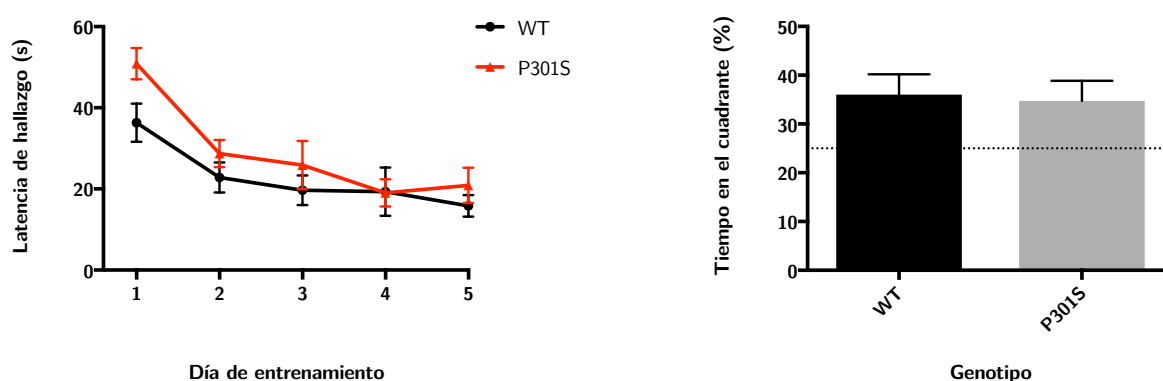 Latencia de hallazgo (s)
60
40
20
0
1 2 3 4 5
Día de entrenamiento
WT
P301S
Tiempo en el cuadrante (%)
50
40
30
20
10
0
WT
P301S
Genotipo